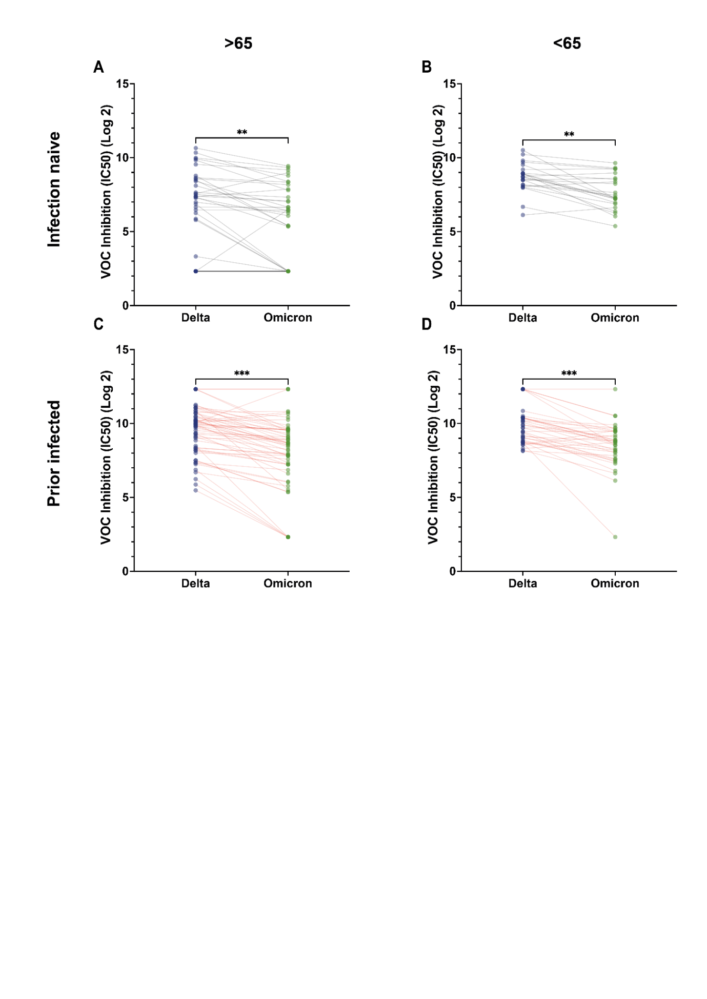 >65
<65
A
B
Infection naive
VOC Inhibition (IC50) (Log 2)
15
10
5
0
**
Delta
Omicron
VOC Inhibition (IC50) (Log 2)
15
10
5
0
**
Delta
Omicron
C
D
Prior infected
VOC Inhibition (IC50) (Log 2)
15
10
5
0
***
Delta
Omicron
VOC Inhibition (IC50) (Log 2)
15
10
5
0
***
Delta
Omicron